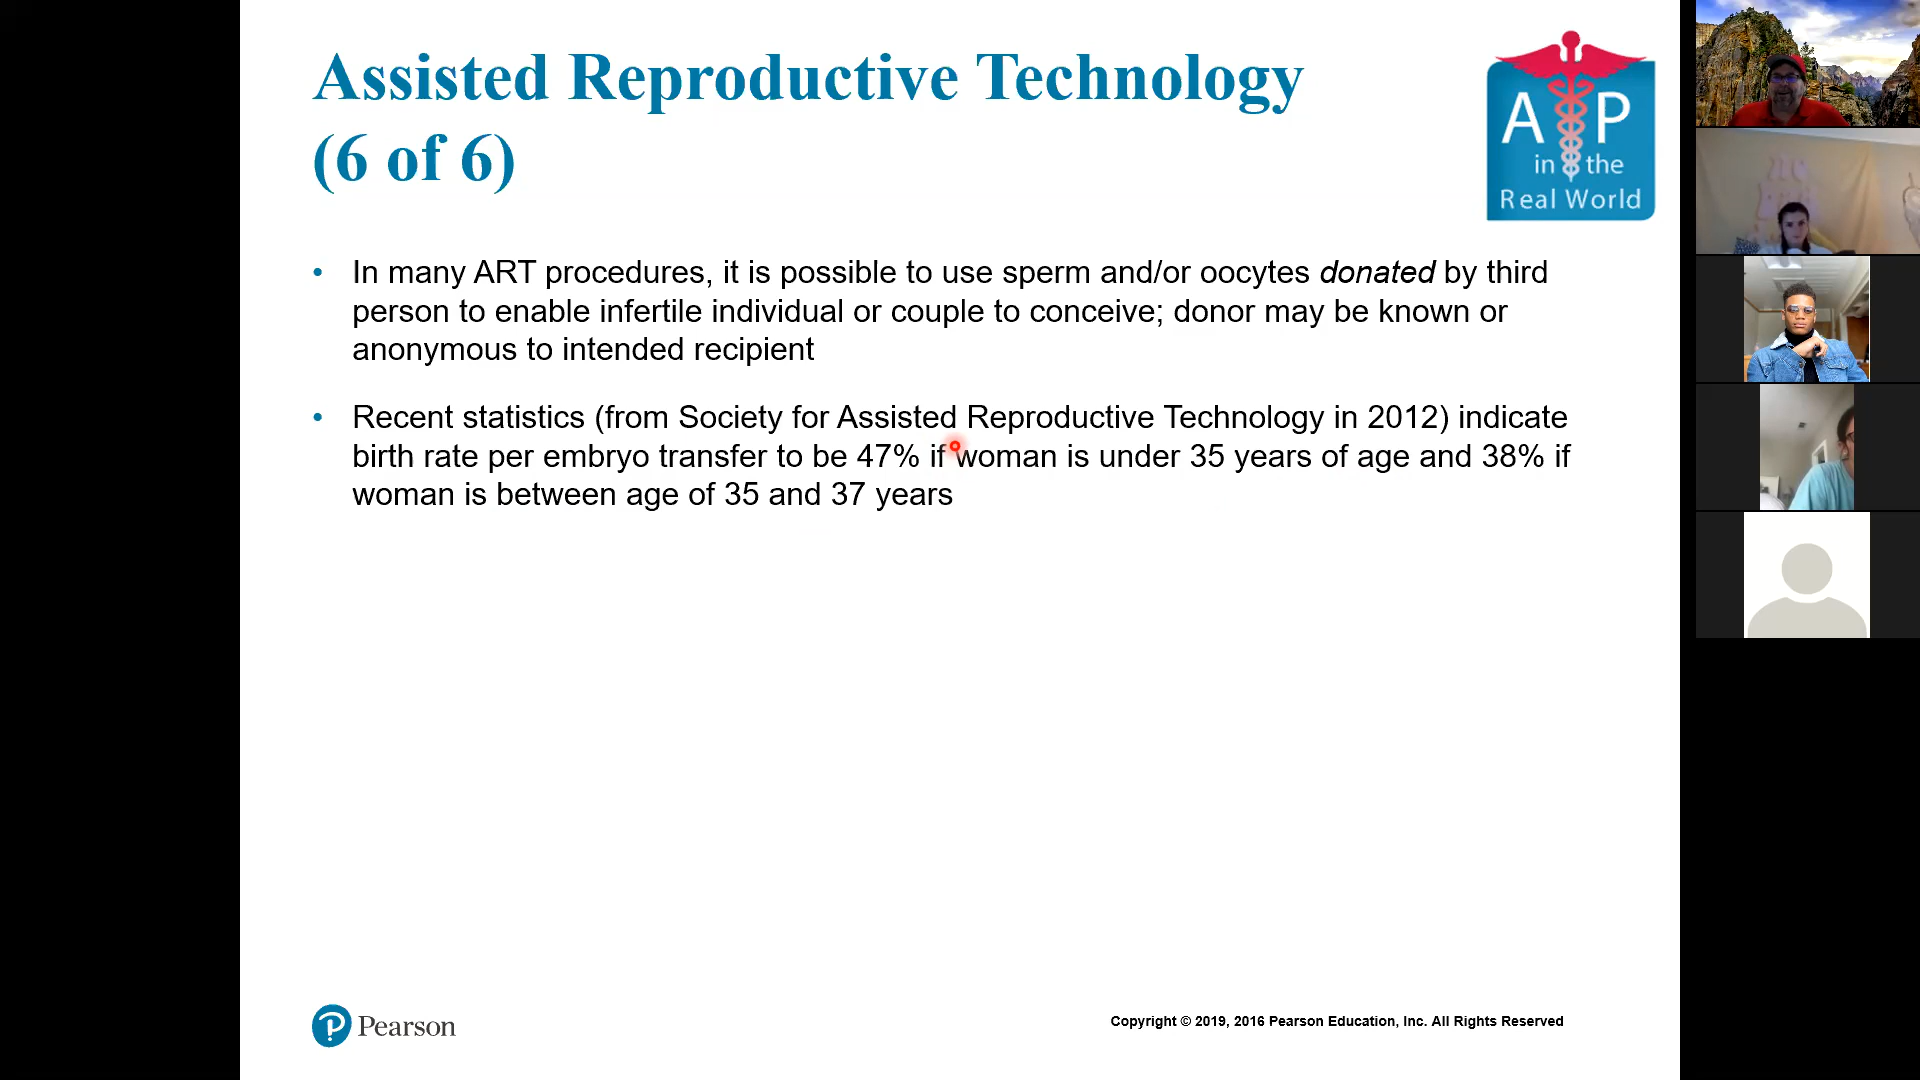 Assisted Reproductive Technology
(6 of 6)
A P
in the
Real World
• In many ART procedures, it is possible to use sperm and/or oocytes donated by third
person to enable infertile individual or couple to conceive; donor may be known or
anonymous to intended recipient
• Recent statistics (from Society for Assisted Reproductive Technology in 2012) indicate
birth rate per embryo transfer to be 47% if woman is under 35 years of age and 38% if
woman is between age of 35 and 37 years
Pearson
Copyright © 2019, 2016 Pearson Education, Inc. All Rights Reserved